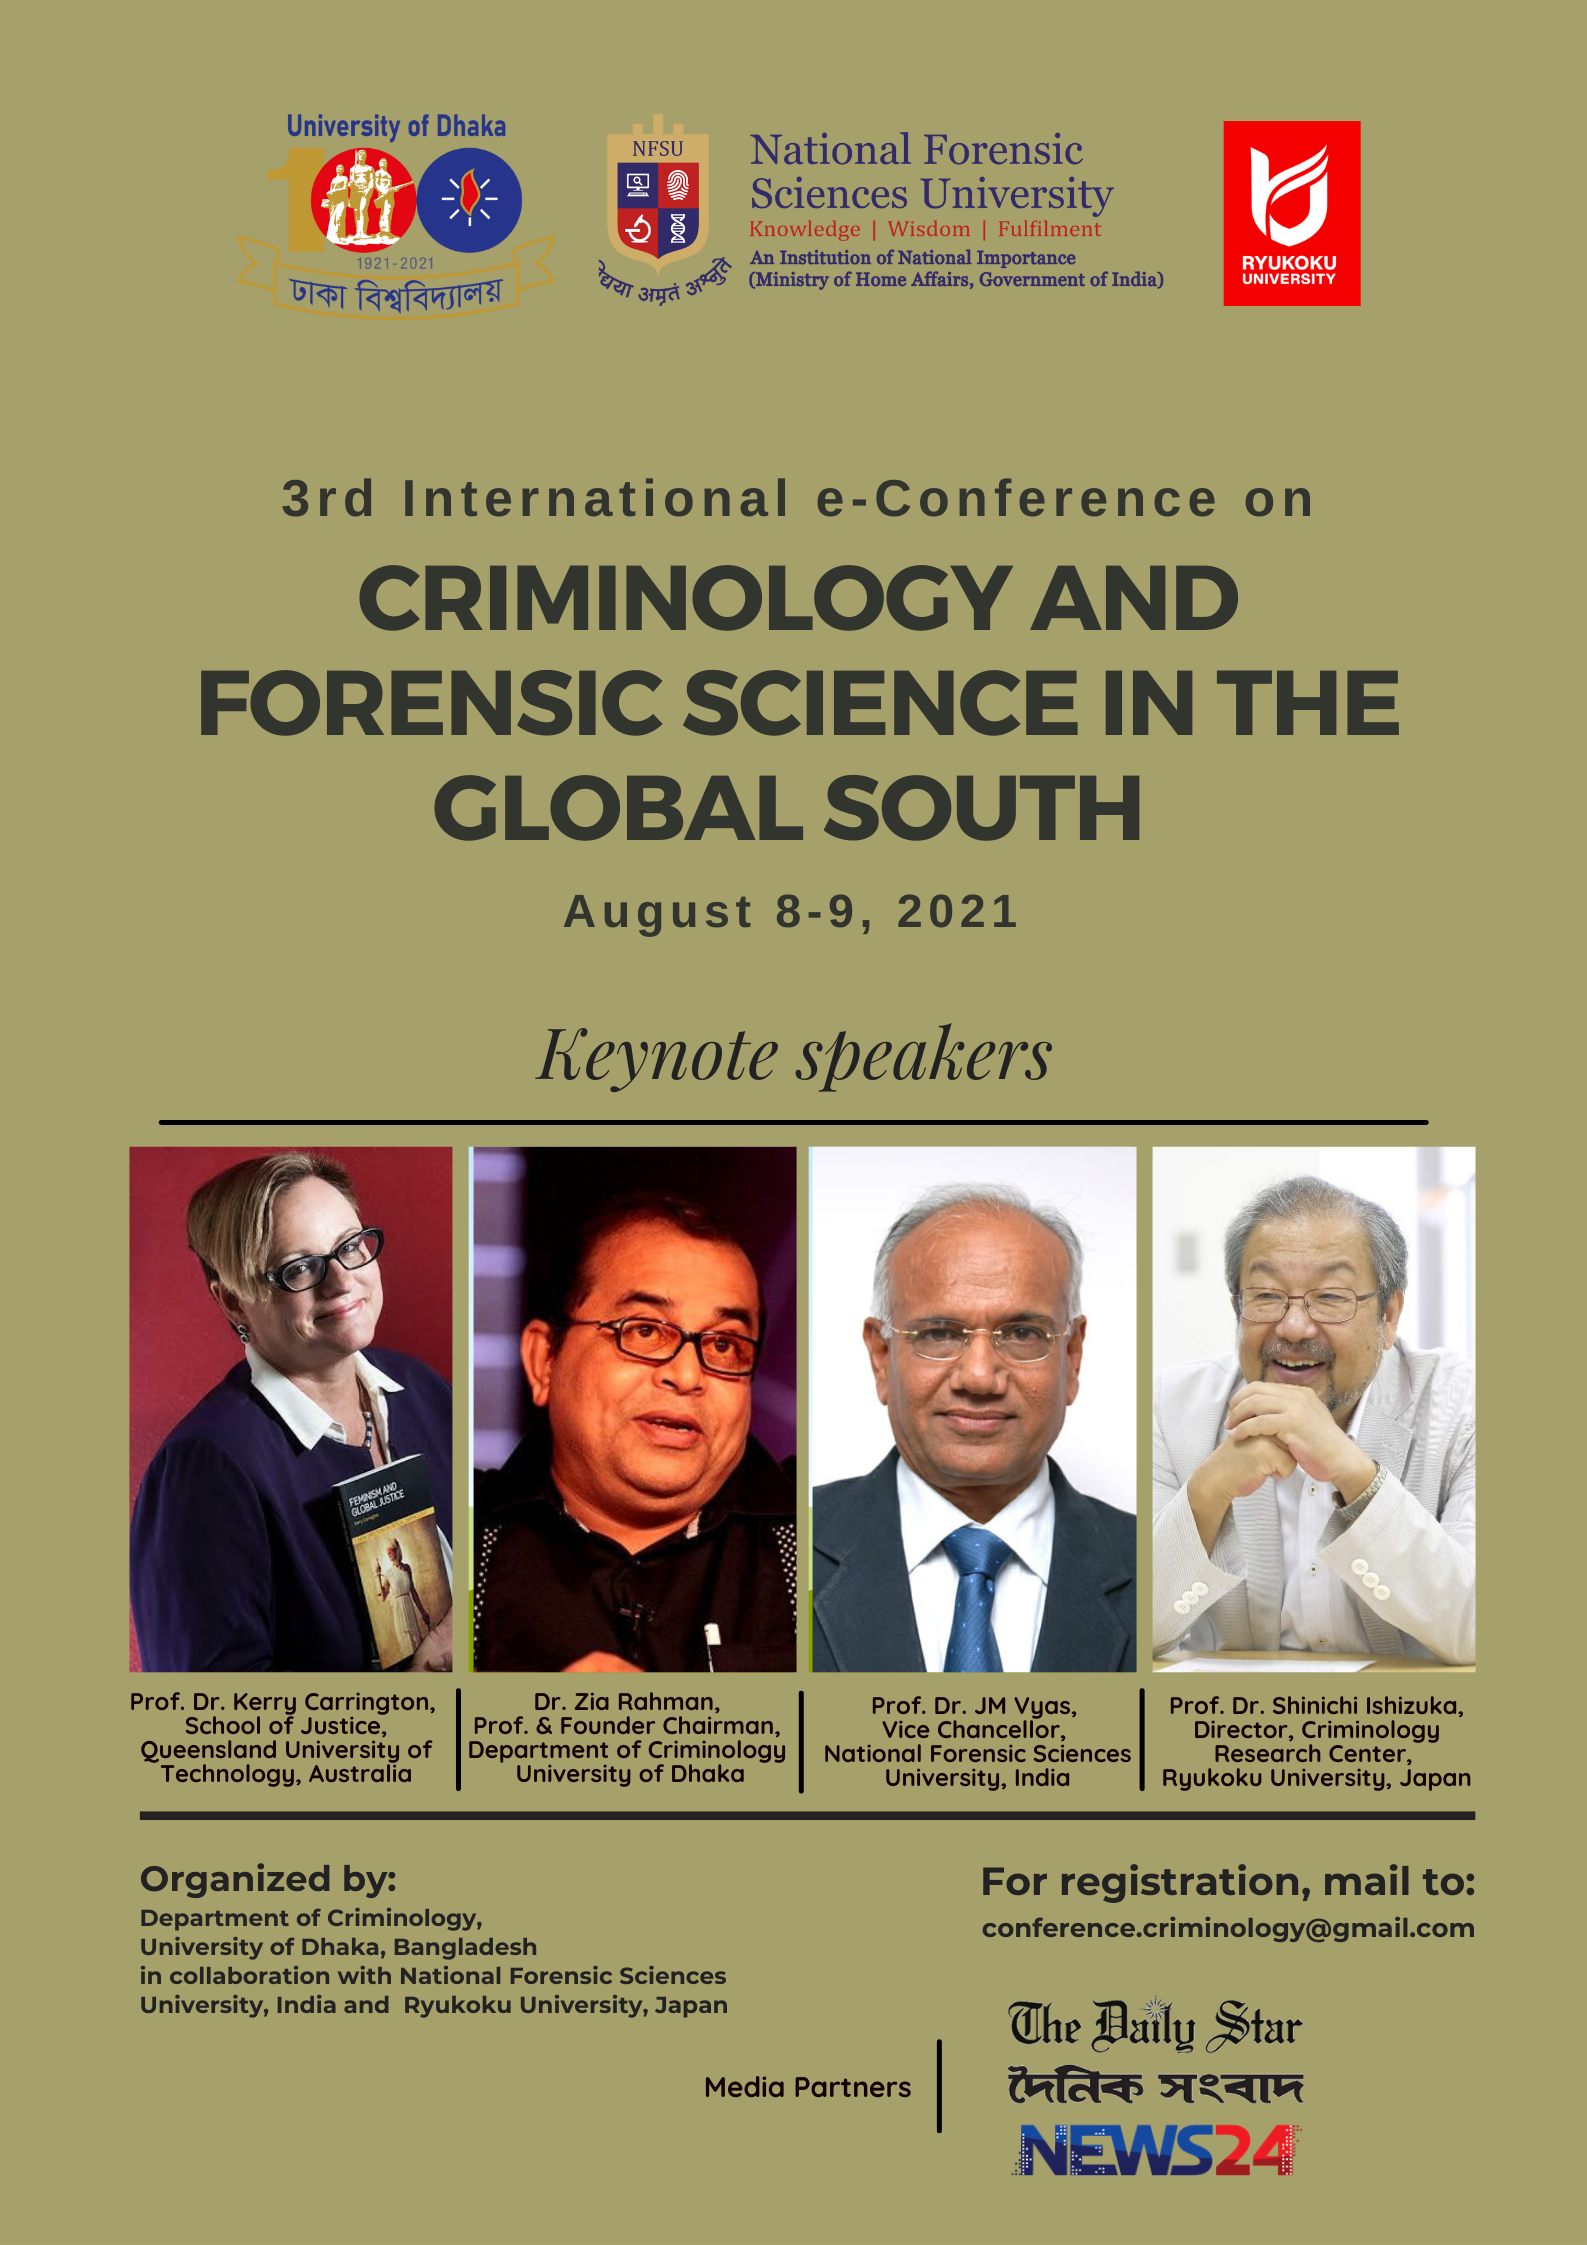 University of Dhaka
100
1921-2021
ঢাকা বিশ্ববিদ্যালয়
NFSU
अमृतं
National Forensic
Sciences University
Knowledge | Wisdom | Fulfilment
An Institution of National Importance
(Ministry of Home Affairs, Government of India)
RYUKOKU
UNIVERSITY
3rd International e-Conference on
CRIMINOLOGY AND
FORENSIC SCIENCE IN THE
GLOBAL SOUTH
August 8-9, 2021
Keynote speakers
FEMINISM AND
GLOBAL JUSTICE
Kerry Carrington
Prof. Dr. Kerry Carrington,
School of Justice,
Queensland University of
Technology, Australia
Dr. Zia Rahman,
Prof. & Founder Chairman,
Department of Criminology
University of Dhaka
Prof. Dr. JM Vyas,
Vice Chancellor,
National Forensic Sciences
University, India
Prof. Dr. Shinichi Ishizuka,
Director, Criminology
Research Center,
Ryukoku University, Japan
Organized by:
Department of Criminology,
University of Dhaka, Bangladesh
in collaboration with National Forensic Sciences
University, India and Ryukoku University, Japan
For registration, mail to:
conference.criminology@gmail.com
Media Partners
The Daily Star
দৈনিক সংবাদ
NEWS24